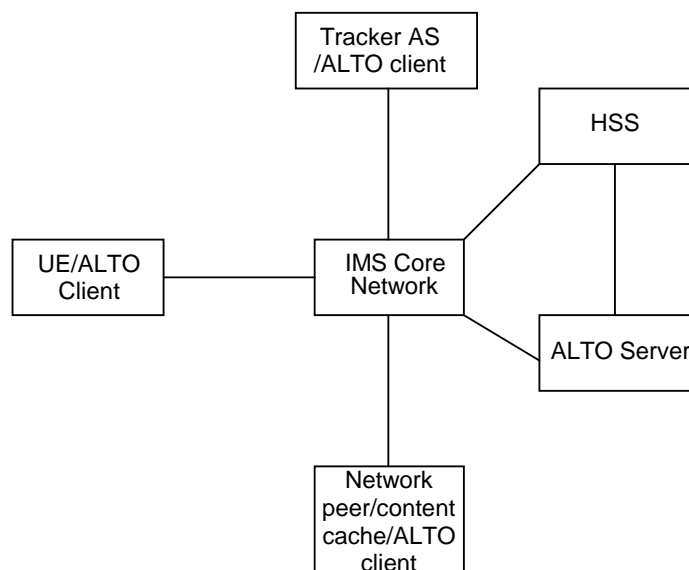 Tracker AS
/ALTO client
HSS
UE/ALTO
Client
IMS Core
Network
ALTO Server
Network
peer/content
cache/ALTO
client